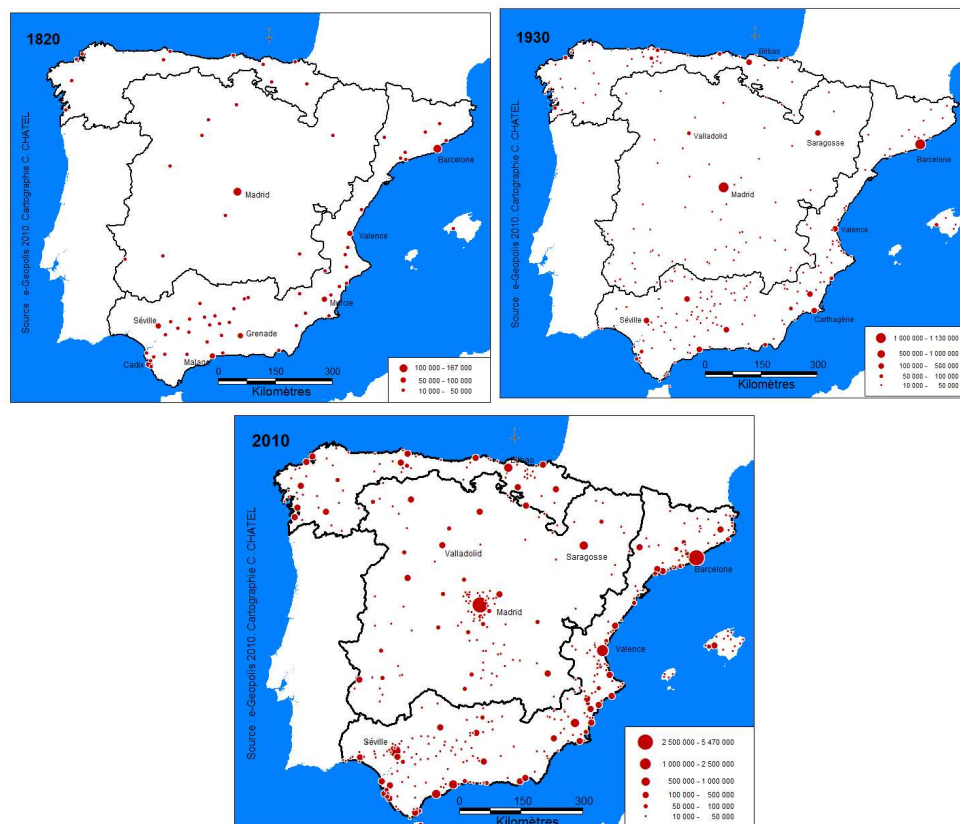 1820
Barcelone
Madrid
Valence
Murcie
Séville
Grenade
Cadix
Malaga
0 150 300
Kilomètres
100 000 - 167 000
50 000 - 100 000
10 000 - 50 000
Source : e-Geopolis 2010. Cartographie C. CHATEL
1930
Bilbao
Valladolid
Saragosse
Barcelone
Madrid
Valence
Séville
Carthagène
0 150 300
Kilomètres
1 000 000 - 1 130 000
500 000 - 1 000 000
100 000 - 500 000
50 000 - 100 000
10 000 - 50 000
Source : e-Geopolis 2010. Cartographie C. CHATEL
2010
Bilbao
Valladolid
Saragosse
Barcelone
Madrid
Valence
Séville
0 150 300
Kilomètres
2 500 000 - 5 470 000
1 000 000 - 2 500 000
500 000 - 1 000 000
100 000 - 500 000
50 000 - 100 000
10 000 - 50 000
Source : e-Geopolis 2010. Cartographie C. CHATEL